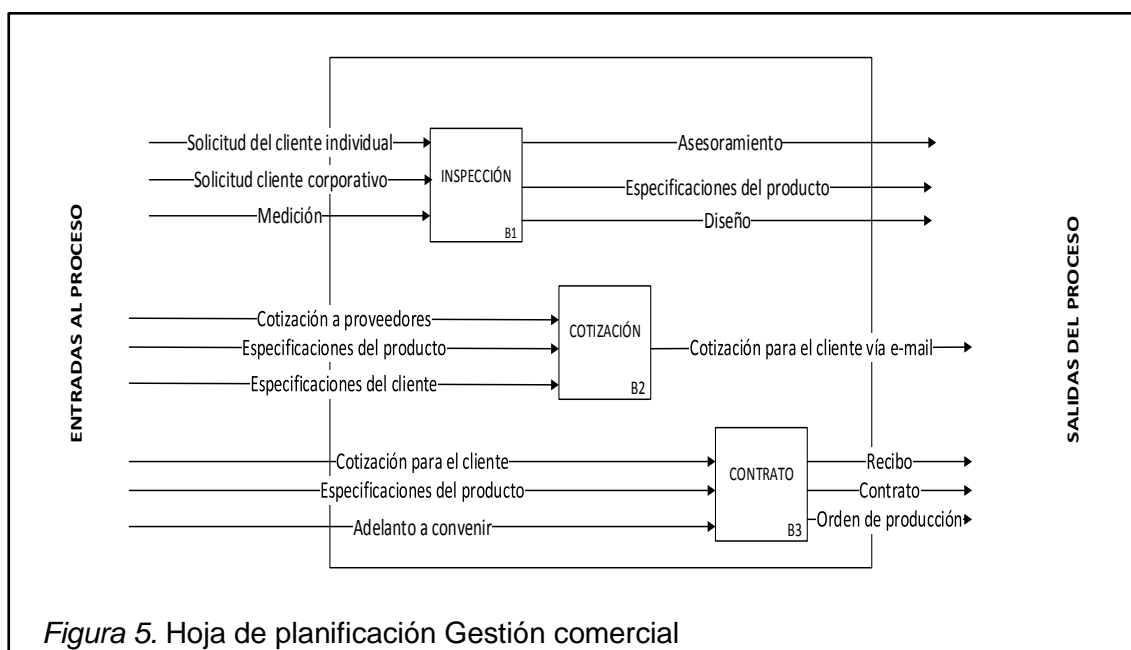 ENTRADAS AL PROCESO
Solicitud del cliente individual
Solicitud cliente corporativo
Medición
INSPECCIÓN
B1
Asesoramiento
Especificaciones del producto
Diseño
Cotización a proveedores
Especificaciones del producto
Especificaciones del cliente
COTIZACIÓN
B2
Cotización para el cliente vía e-mail
Cotización para el cliente
Especificaciones del producto
Adelanto a convenir
CONTRATO
B3
Recibo
Contrato
Orden de producción
SALIDAS DEL PROCESO
Figura 5. Hoja de planificación Gestión comercial